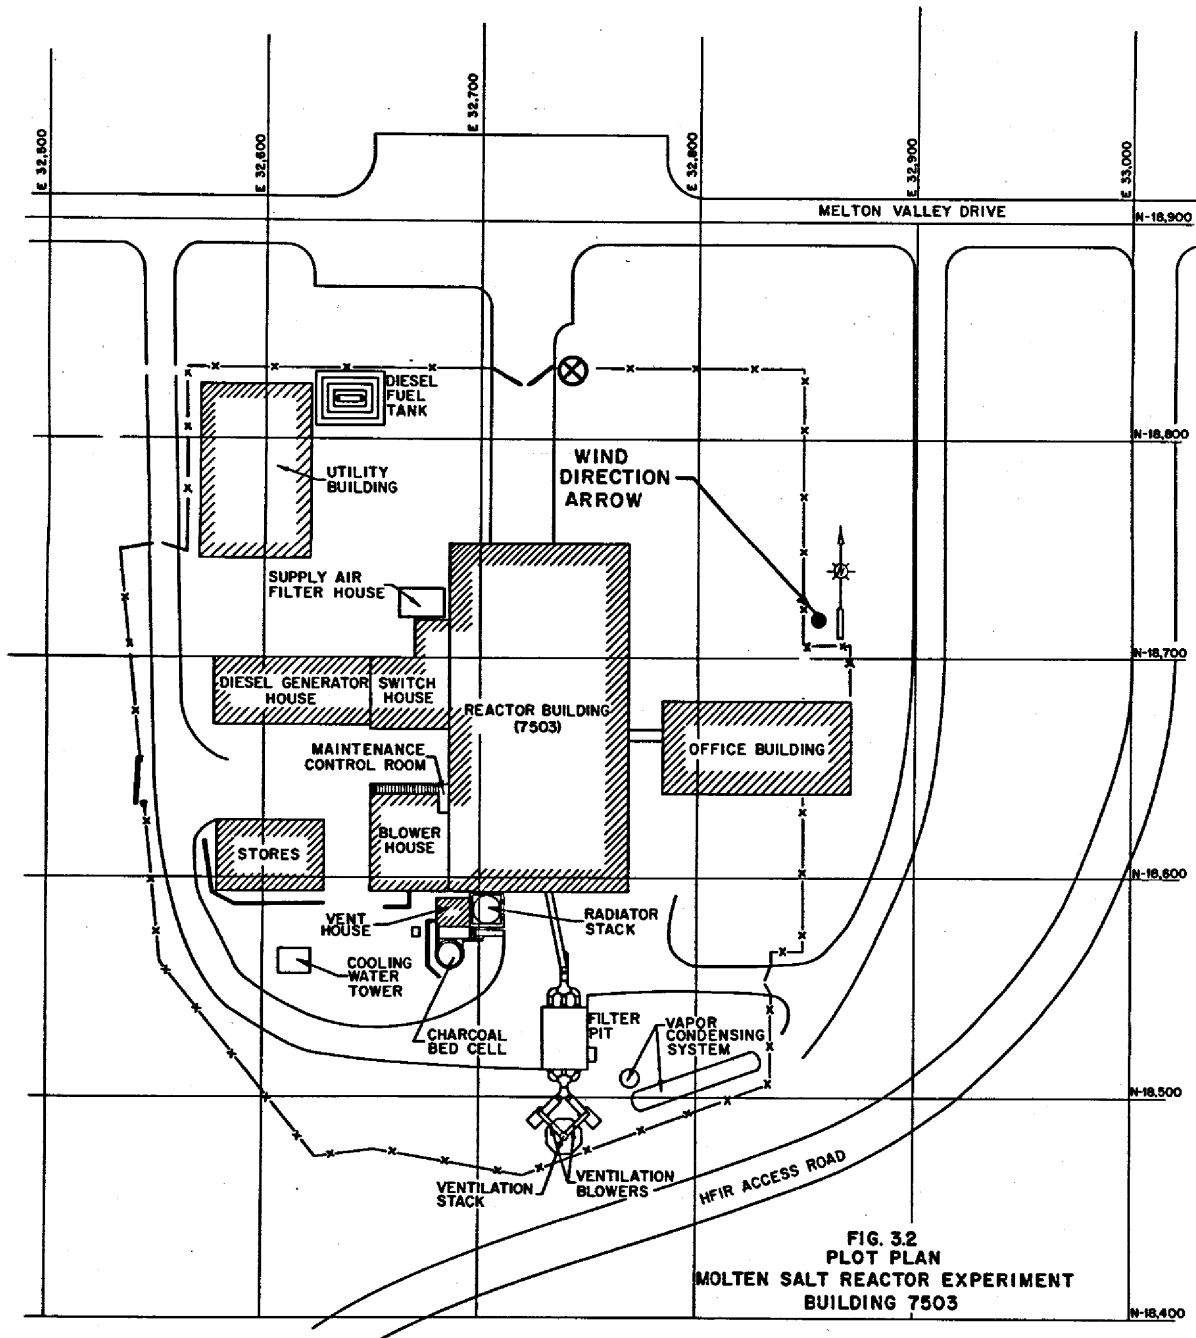 E 32,500
E 32,600
E 32,700
E 32,800
E 32,900
E 33,000
MELTON VALLEY DRIVE
N-18,900
DIESEL
FUEL
TANK
N-18,800
WIND
DIRECTION
ARROW
UTILITY
BUILDING
SUPPLY AIR
FILTER HOUSE
N
N-18,700
DIESEL GENERATOR
HOUSE
SWITCH
HOUSE
REACTOR BUILDING
(7503)
OFFICE BUILDING
MAINTENANCE
CONTROL ROOM
BLOWER
HOUSE
STORES
N-18,600
VENT
HOUSE
RADIATOR
STACK
COOLING
WATER
TOWER
CHARCOAL
BED CELL
FILTER
PIT
VAPOR
CONDENSING
SYSTEM
N-18,500
VENTILATION
STACK
VENTILATION
BLOWERS
HFIR ACCESS ROAD
FIG. 3.2
PLOT PLAN
MOLTEN SALT REACTOR EXPERIMENT
BUILDING 7503
N-18,400